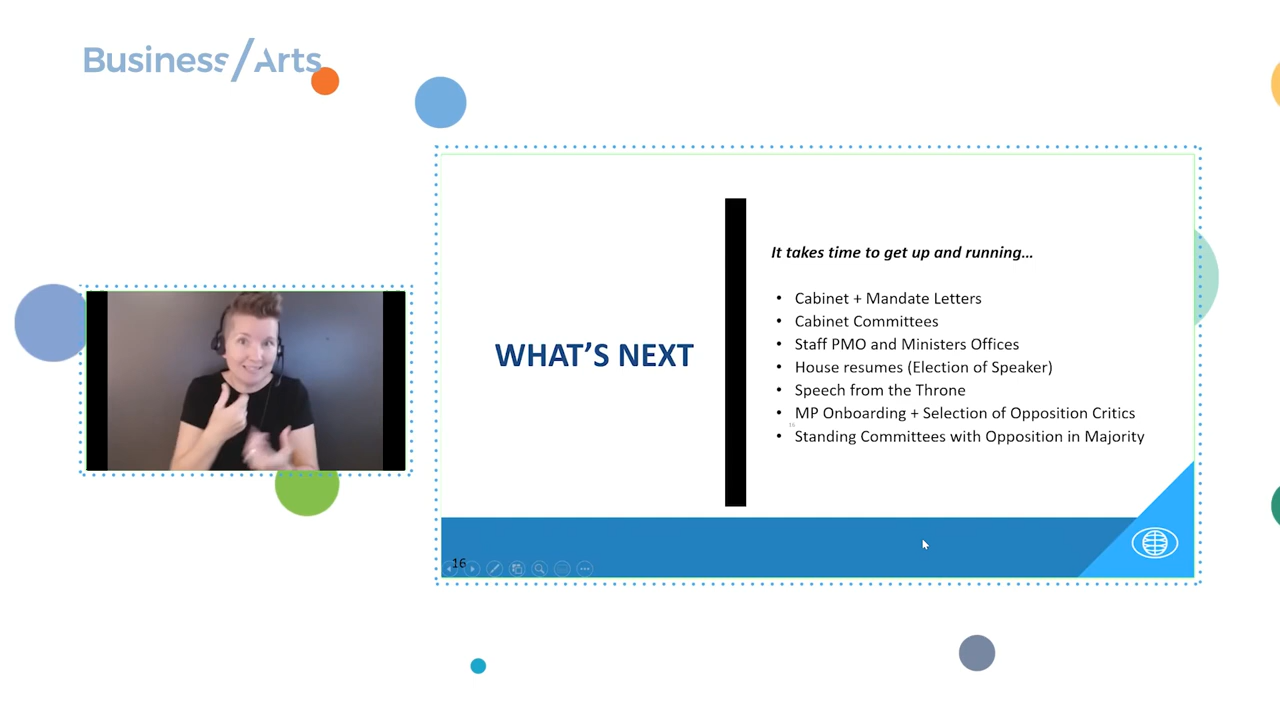 Business/Arts
WHAT'S NEXT
It takes time to get up and running...
• Cabinet + Mandate Letters
• Cabinet Committees
• Staff PMO and Ministers Offices
• House resumes (Election of Speaker)
• Speech from the Throne
• MP Onboarding + Selection of Opposition Critics
16
• Standing Committees with Opposition in Majority
16